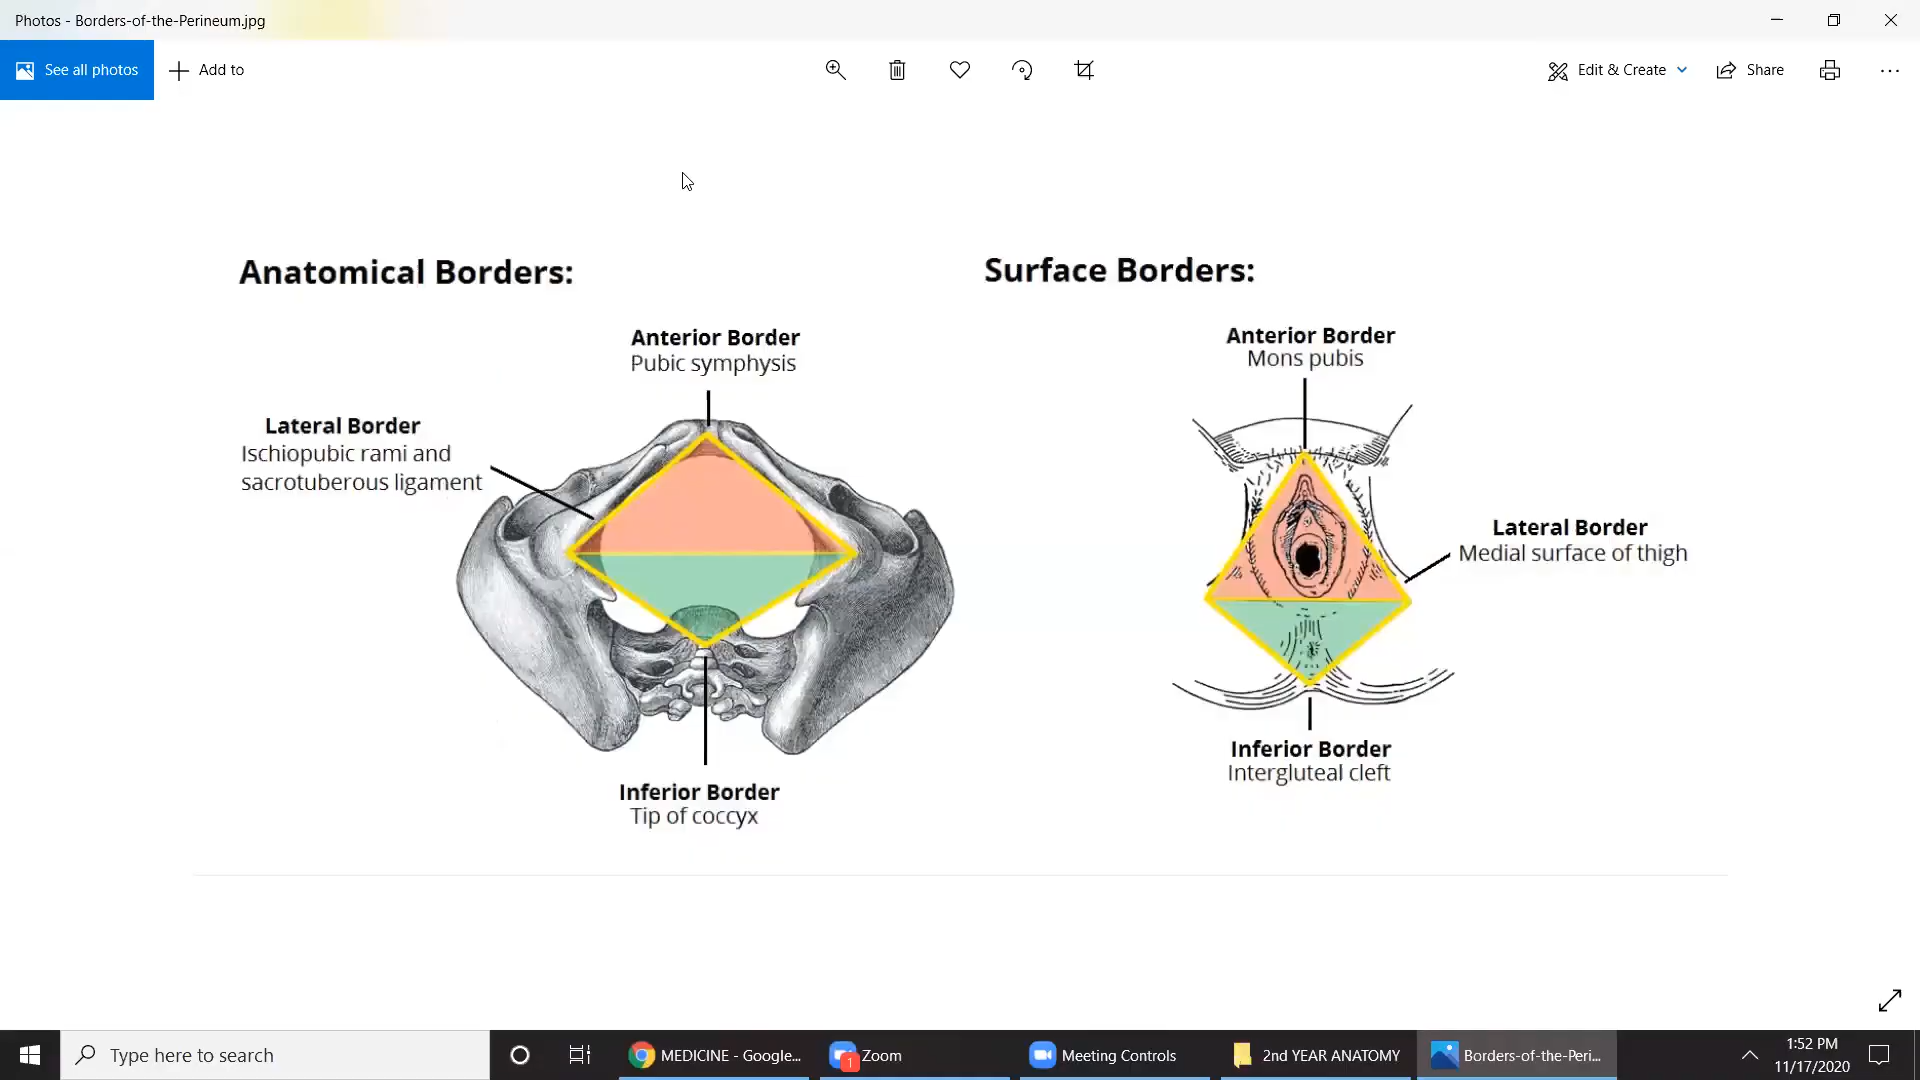 Photos - Borders-of-the-Perineum.jpg
See all photos
Add to
Edit & Create
Share
Anatomical Borders:
Surface Borders:
Anterior Border
Pubic symphysis
Anterior Border
Mons pubis
Lateral Border
Ischiopubic rami and
sacrotuberous ligament
Lateral Border
Medial surface of thigh
Inferior Border
Intergluteal cleft
Inferior Border
Tip of coccyx
Type here to search
MEDICINE - Google...
1
Zoom
Meeting Controls
2nd YEAR ANATOMY
Borders-of-the-Peri...
1:52 PM
11/17/2020